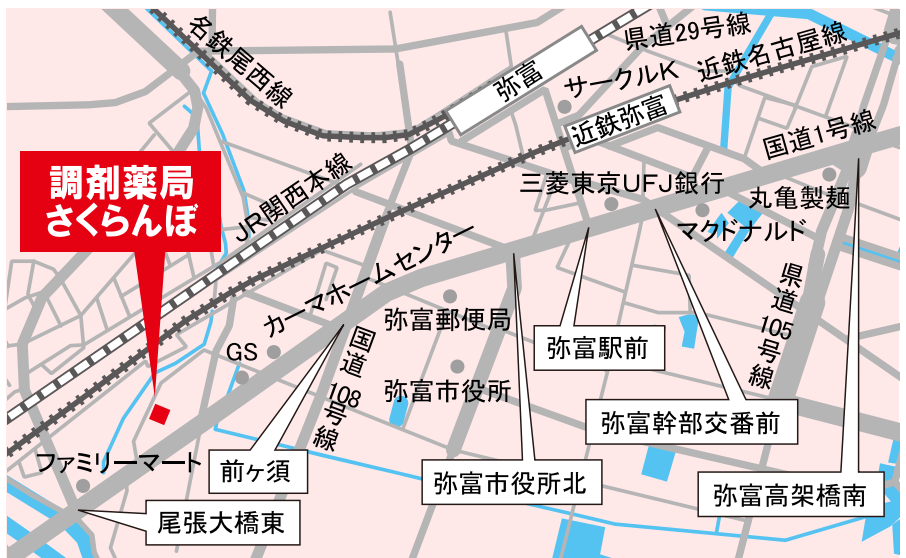 名鉄尾西線
県道29号線
弥富
サークルK
近鉄名古屋線
近鉄弥富
国道1号線
調剤薬局
さくらんぼ
JR関西本線
三菱東京UFJ銀行
丸亀製麺
マクドナルド
カーマホームセンター
県道105号線
弥富郵便局
国道108号線
GS
弥富駅前
弥富市役所
弥富幹部交番前
ファミリーマート
前ヶ須
弥富市役所北
弥富高架橋南
尾張大橋東